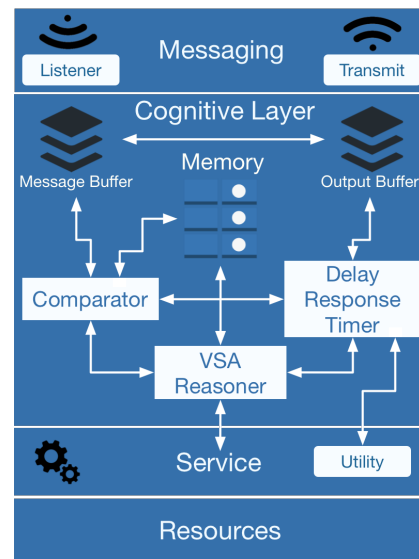 Messaging
Listener
Transmit
Cognitive Layer
Memory
Message Buffer
Output Buffer
Comparator
Delay
Response
Timer
VSA
Reasoner
Service
Utility
Resources